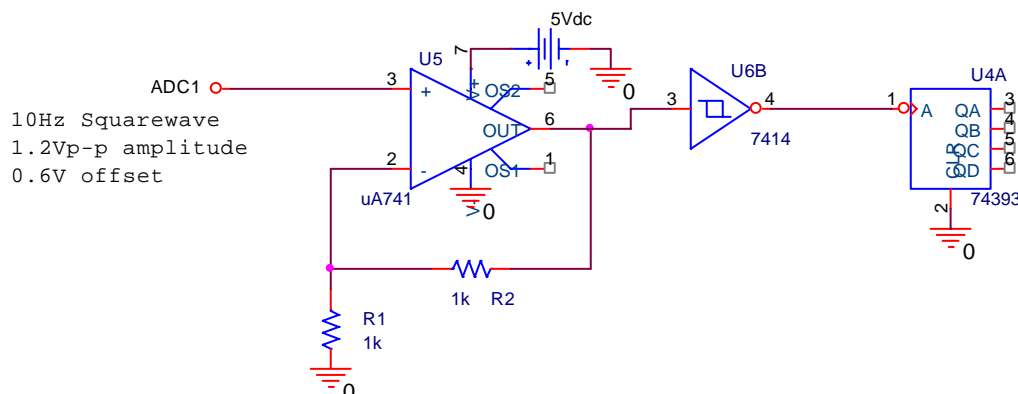 5Vdc
U5
7
V+
ADC1
3
+
OS2
5
0
10Hz Squarewave
1.2Vp-p amplitude
0.6V offset
OUT
6
2
-
4
OS1
1
uA741
V-
0
U6B
3
4
7414
U4A
1
A
QA
3
QB
4
QC
5
QD
6
CLR
2
74393
0
1k
R2
R1
1k
0